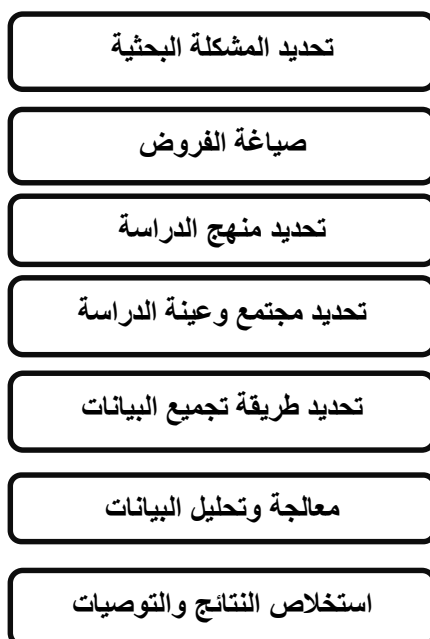 تحديد المشكلة البحثية
صياغة الفروض
تحديد منهج الدراسة
تحديد مجتمع وعينة الدراسة
تحديد طريقة تجميع البيانات
معالجة وتحليل البيانات
استخلاص النتائج والتوصيات